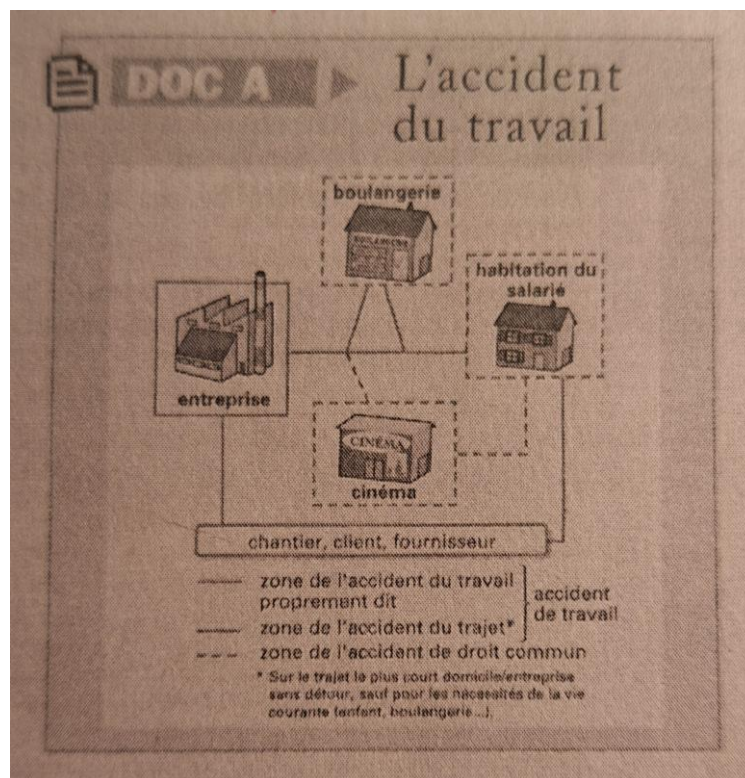 DOC A
L'accident
du travail
boulangerie
BOULANGERIE
habitation du
salarié
entreprise
CINÉMA
cinéma
chantier, client, fournisseur
zone de l'accident du travail
proprement dit
zone de l'accident du trajet*
accident
de travail
zone de l'accident de droit commun
* Sur le trajet le plus court domicile/entreprise
sans détour, sauf pour les nécessités de la vie
courante (enfant, boulangerie...).